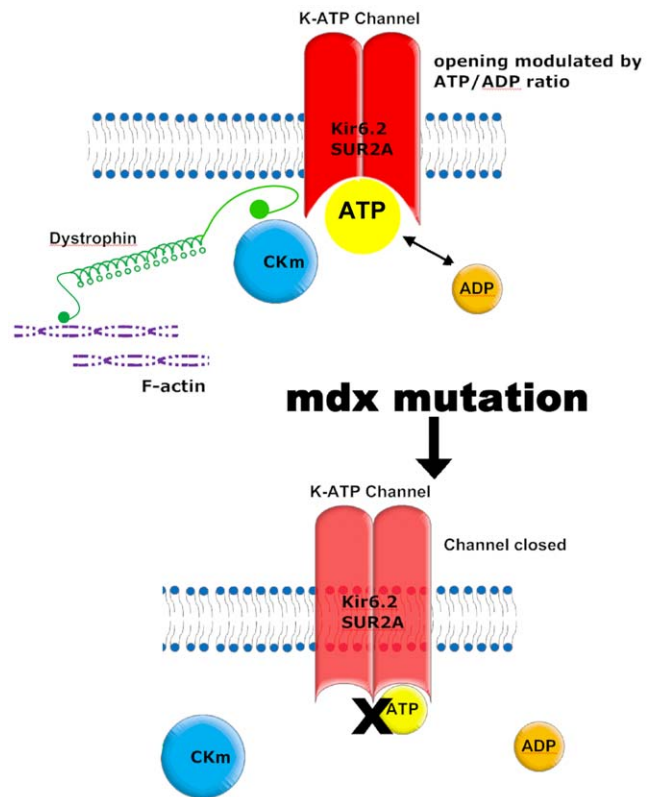 K-ATP Channel
opening modulated by
ATP/ADP ratio
Kir6.2
SUR2A
ATP
Dystrophin
CKm
ADP
F-actin
mdx mutation
K-ATP Channel
Channel closed
Kir6.2
SUR2A
X
ATP
CKm
ADP